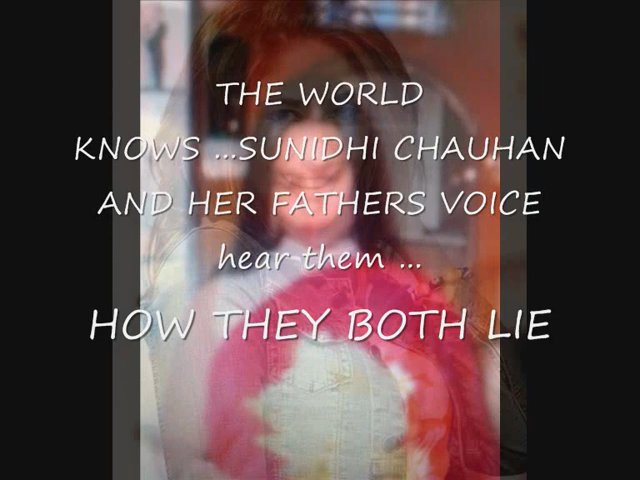 THE WORLD
KNOWS ...SUNIDHI CHAUHAN
AND HER FATHERS VOICE
hear them ...
HOW THEY BOTH LIE